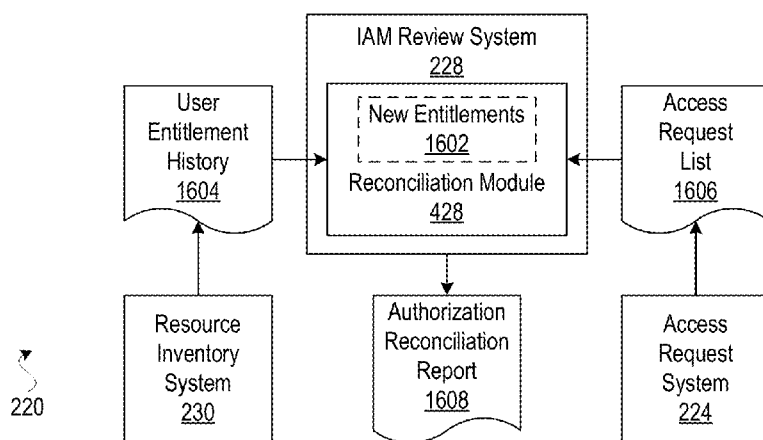 IAM Review System
228
User
Entitlement
History
1604
New Entitlements
1602
Reconciliation Module
428
Access
Request
List
1606
Resource
Inventory
System
230
Authorization
Reconciliation
Report
1608
Access
Request
System
224
220